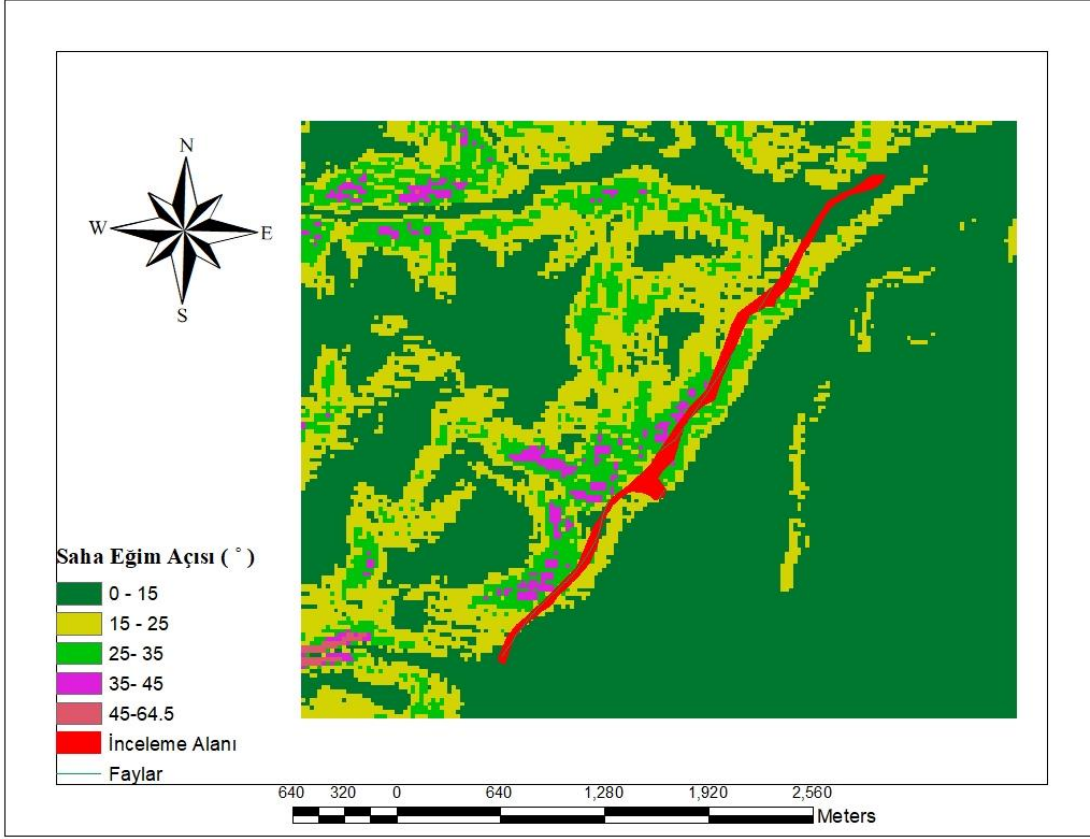 N
W E
S
Saha Eğim Açısı ( ° )
0 - 15
15 - 25
25- 35
35- 45
45-64.5
İnceleme Alanı
Faylar
640 320 0 640 1,280 1,920 2,560
Meters